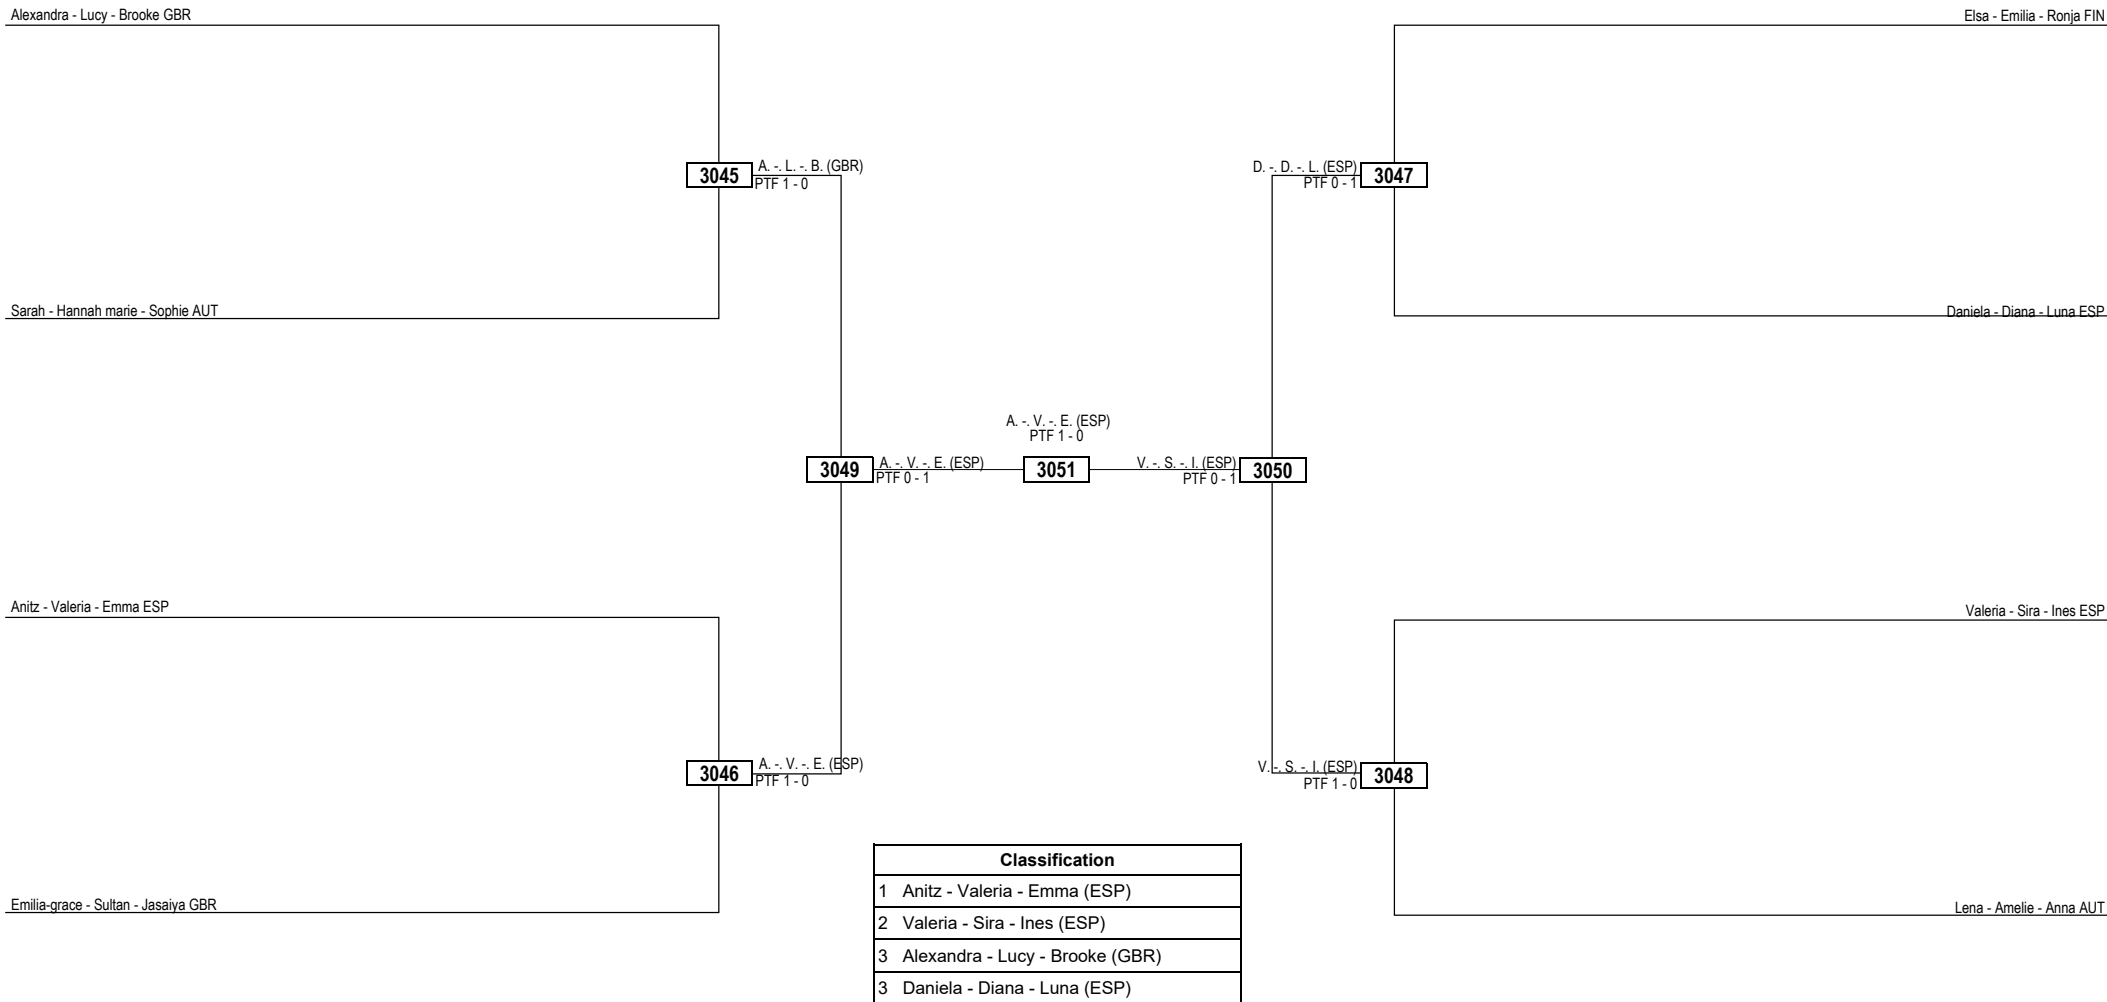 Alexandra - Lucy - Brooke GBR
Elsa - Emilia - Ronja FIN
3045
A. -. L. -. B. (GBR)
PTF 1 - 0
D. -. D. -. L. (ESP)
PTF 0 - 1
3047
Sarah - Hannah marie - Sophie AUT
Daniela - Diana - Luna ESP
A. -. V. -. E. (ESP)
PTF 1 - 0
3049
A. -. V. -. E. (ESP)
PTF 0 - 1
3051
V. -. S. -. I. (ESP)
PTF 0 - 1
3050
Anitz - Valeria - Emma ESP
Valeria - Sira - Ines ESP
3046
A. -. V. -. E. (ESP)
PTF 1 - 0
V. -. S. -. I. (ESP)
PTF 1 - 0
3048
Emilia-grace - Sultan - Jasaiya GBR
Lena - Amelie - Anna AUT
Classification
1 Anitz - Valeria - Emma (ESP)
2 Valeria - Sira - Ines (ESP)
3 Alexandra - Lucy - Brooke (GBR)
3 Daniela - Diana - Luna (ESP)